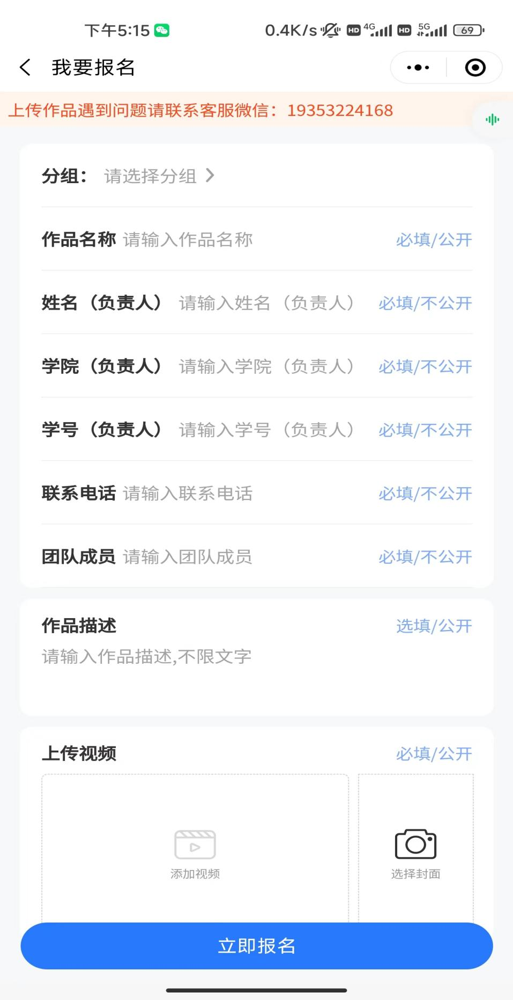 下午5:15 0.4K/s HD 4G HD 5G 69
我要报名
上传作品遇到问题请联系客服微信：19353224168
分组： 请选择分组
作品名称 请输入作品名称 必填/公开
姓名（负责人） 请输入姓名（负责人） 必填/不公开
学院（负责人） 请输入学院（负责人） 必填/不公开
学号（负责人） 请输入学号（负责人） 必填/不公开
联系电话 请输入联系电话 必填/不公开
团队成员 请输入团队成员 必填/不公开
作品描述 选填/公开
请输入作品描述,不限文字
上传视频 必填/公开
添加视频 选择封面
立即报名